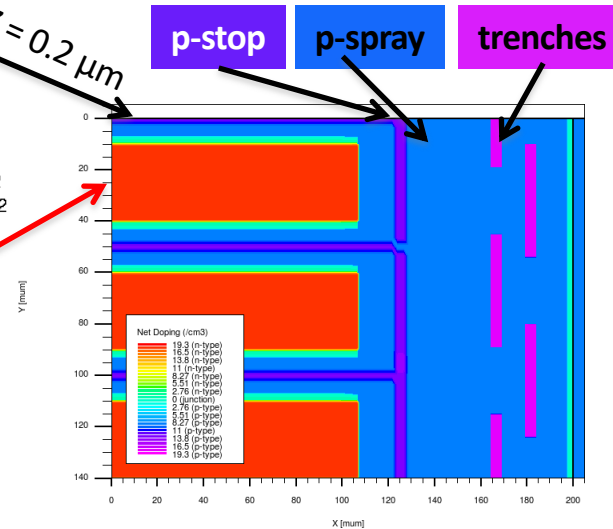 p-stop
p-spray
trenches
= 0.2 µm
2
0
20
40
60
80
100
120
140
Y [mum]
Net Doping (/cm3)
19.3 (n-type)
16.5 (n-type)
13.8 (n-type)
11 (n-type)
8.27 (n-type)
5.51 (n-type)
2.76 (n-type)
0 (junction)
2.76 (p-type)
5.51 (p-type)
8.27 (p-type)
11 (p-type)
13.8 (p-type)
16.5 (p-type)
19.3 (p-type)
0 20 40 60 80 100 120 140 160 180 200
X [mum]